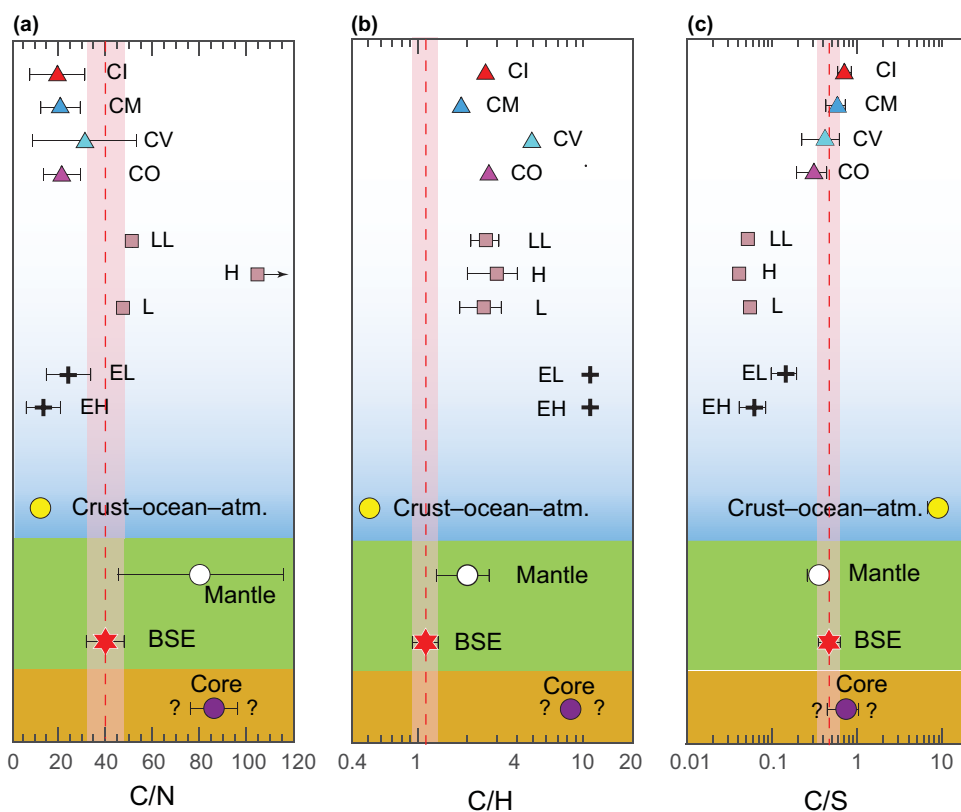 (a)
CI
CM
CV
CO
LL
H
L
EL
EH
Crust–ocean–atm.
Mantle
BSE
Core
? ?
0 20 40 60 80 100 120
C/N
(b)
CI
CM
CV
CO
LL
H
L
EL
EH
Crust–ocean–atm.
Mantle
BSE
Core
? ?
0.4 1 4 10 20
C/H
(c)
CI
CM
CV
CO
LL
H
L
EL
EH
Crust–ocean–atm.
Mantle
BSE
Core
? ?
0.01 0.1 1 10
C/S